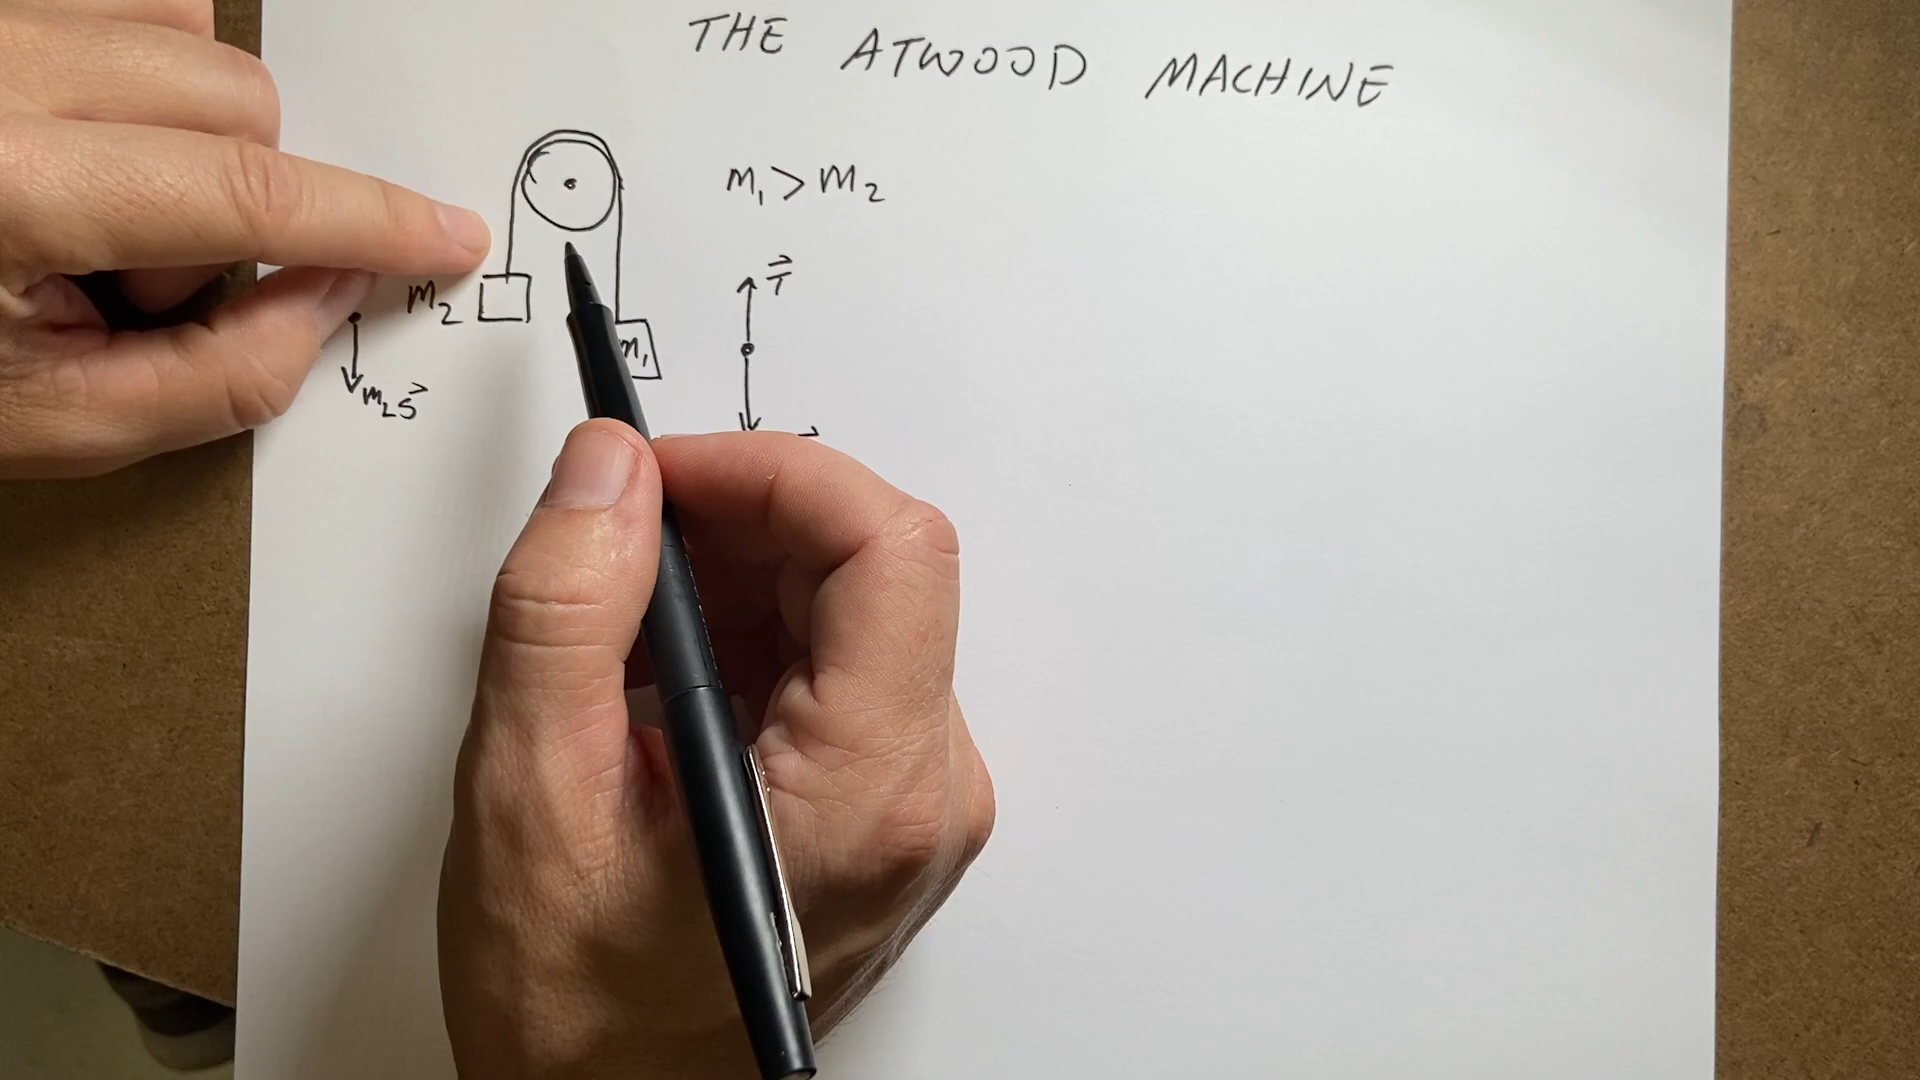 THE ATWOOD MACHINE
m₁ > m₂
T⃗
m₂
m₁
m₂g⃗